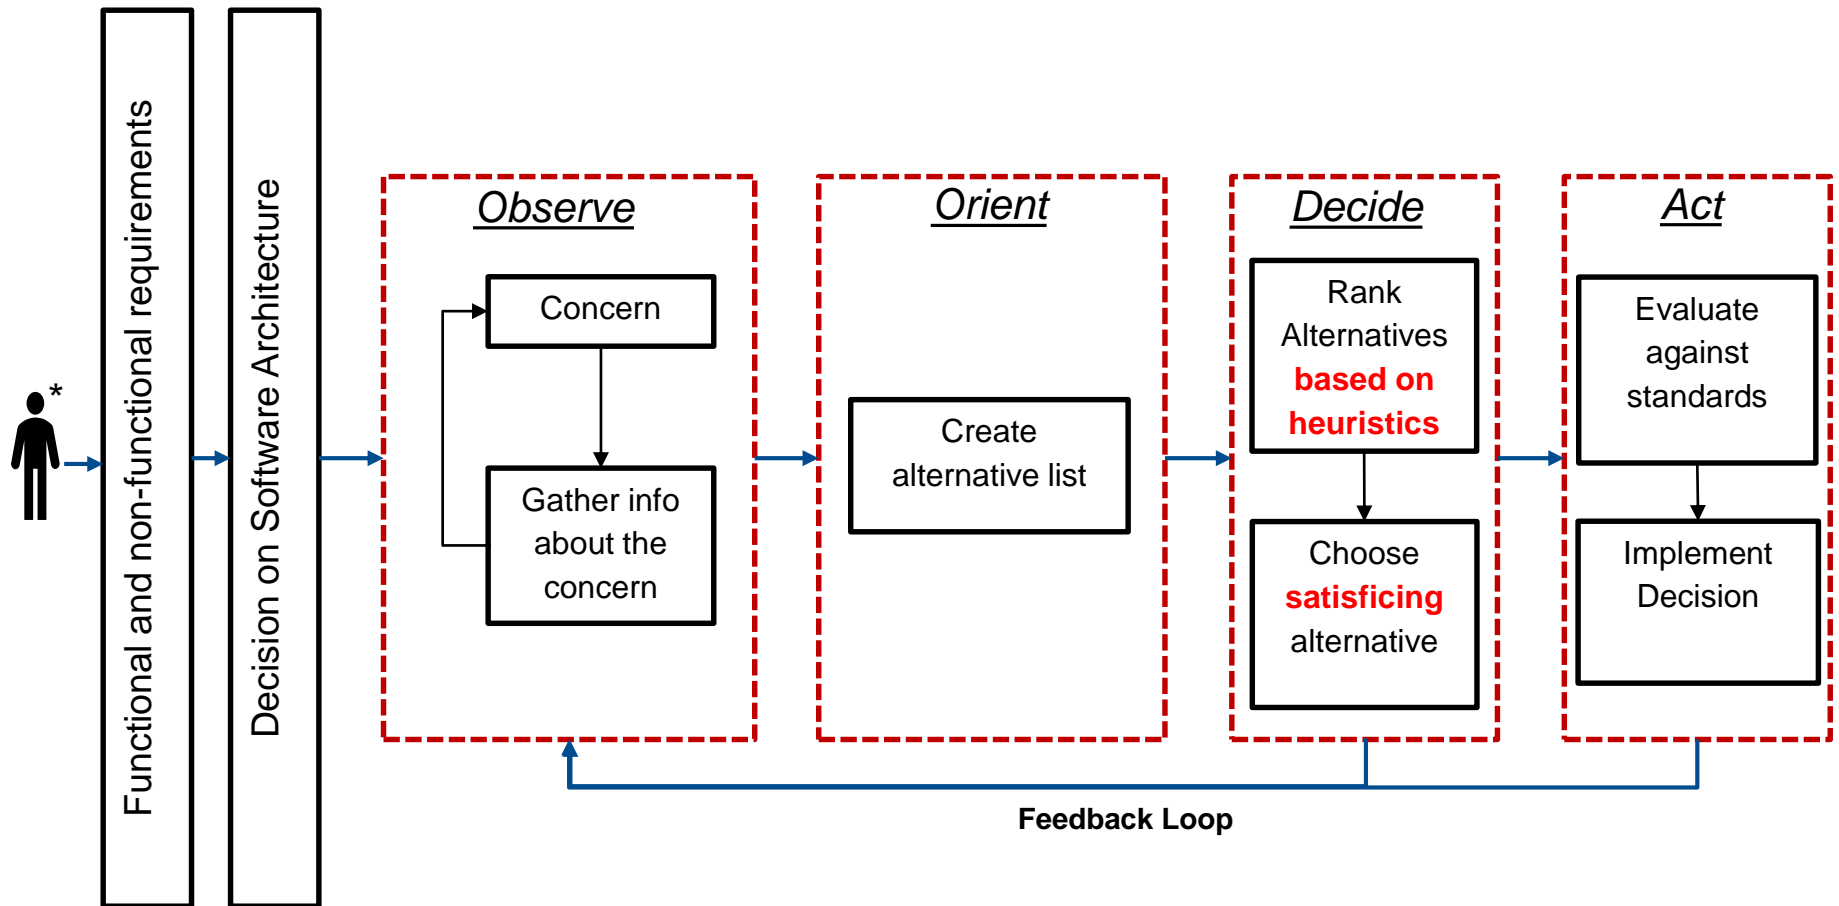 Functional and non-functional requirements
Decision on Software Architecture
*
Observe
Concern
Gather info
about the
concern
Orient
Create
alternative list
Decide
Rank
Alternatives
based on
heuristics
Choose
satisficing
alternative
Act
Evaluate
against
standards
Implement
Decision
Feedback Loop